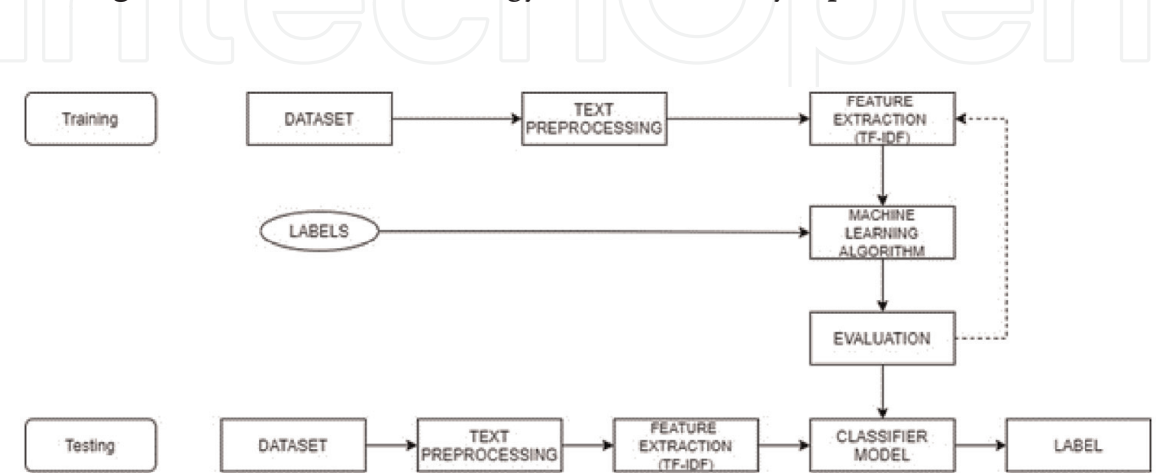 Training
DATASET
TEXT
PREPROCESSING
FEATURE
EXTRACTION
(TF-IDF)
LABELS
MACHINE
LEARNING
ALGORITHM
EVALUATION
Testing
DATASET
TEXT
PREPROCESSING
FEATURE
EXTRACTION
(TF-IDF)
CLASSIFIER
MODEL
LABEL